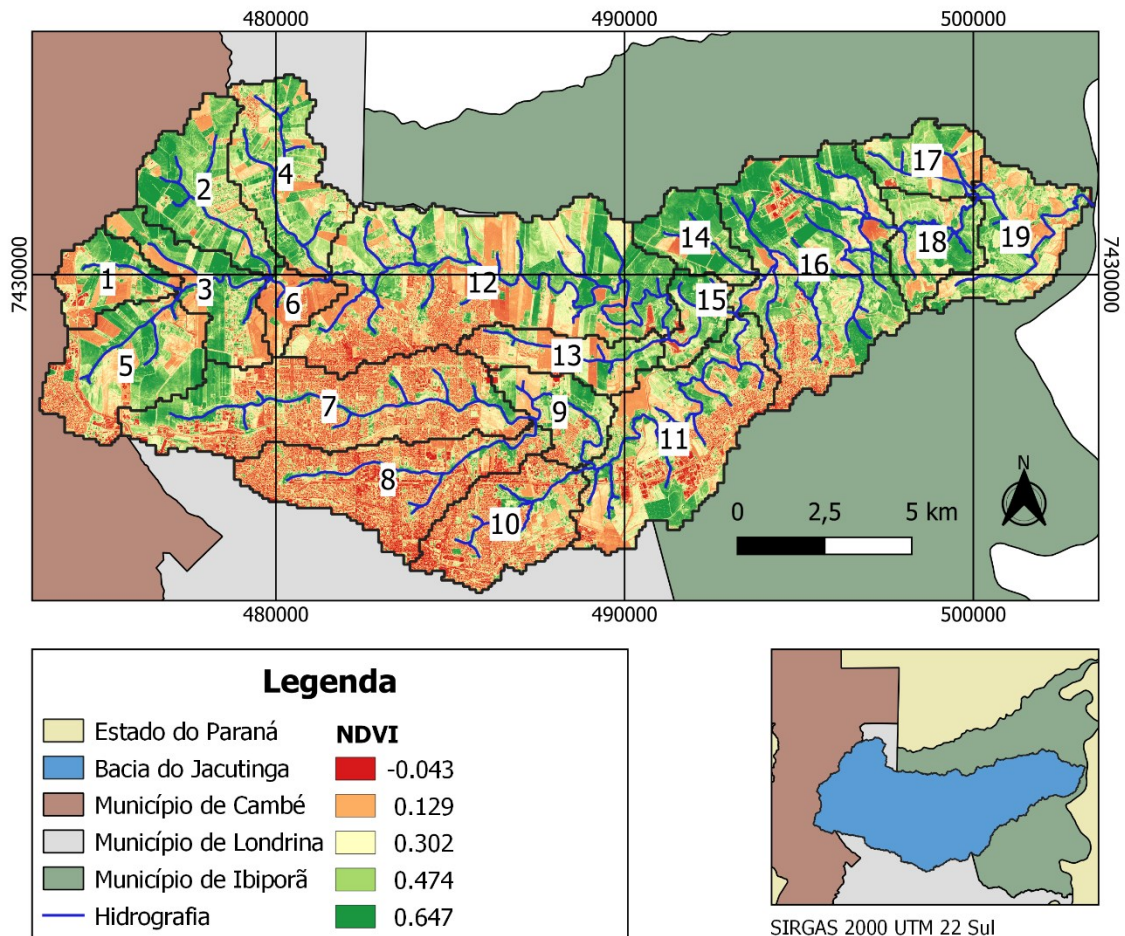 480000 490000 500000
7430000
7430000
1
2
3
4
5
6
7
8
9
10
11
12
13
14
15
16
17
18
19
N
0 2,5 5 km
480000 490000 500000
Legenda
Estado do Paraná
Bacia do Jacutinga
Município de Cambé
Município de Londrina
Município de Ibiporã
Hidrografia
NDVI
-0.043
0.129
0.302
0.474
0.647
SIRGAS 2000 UTM 22 Sul